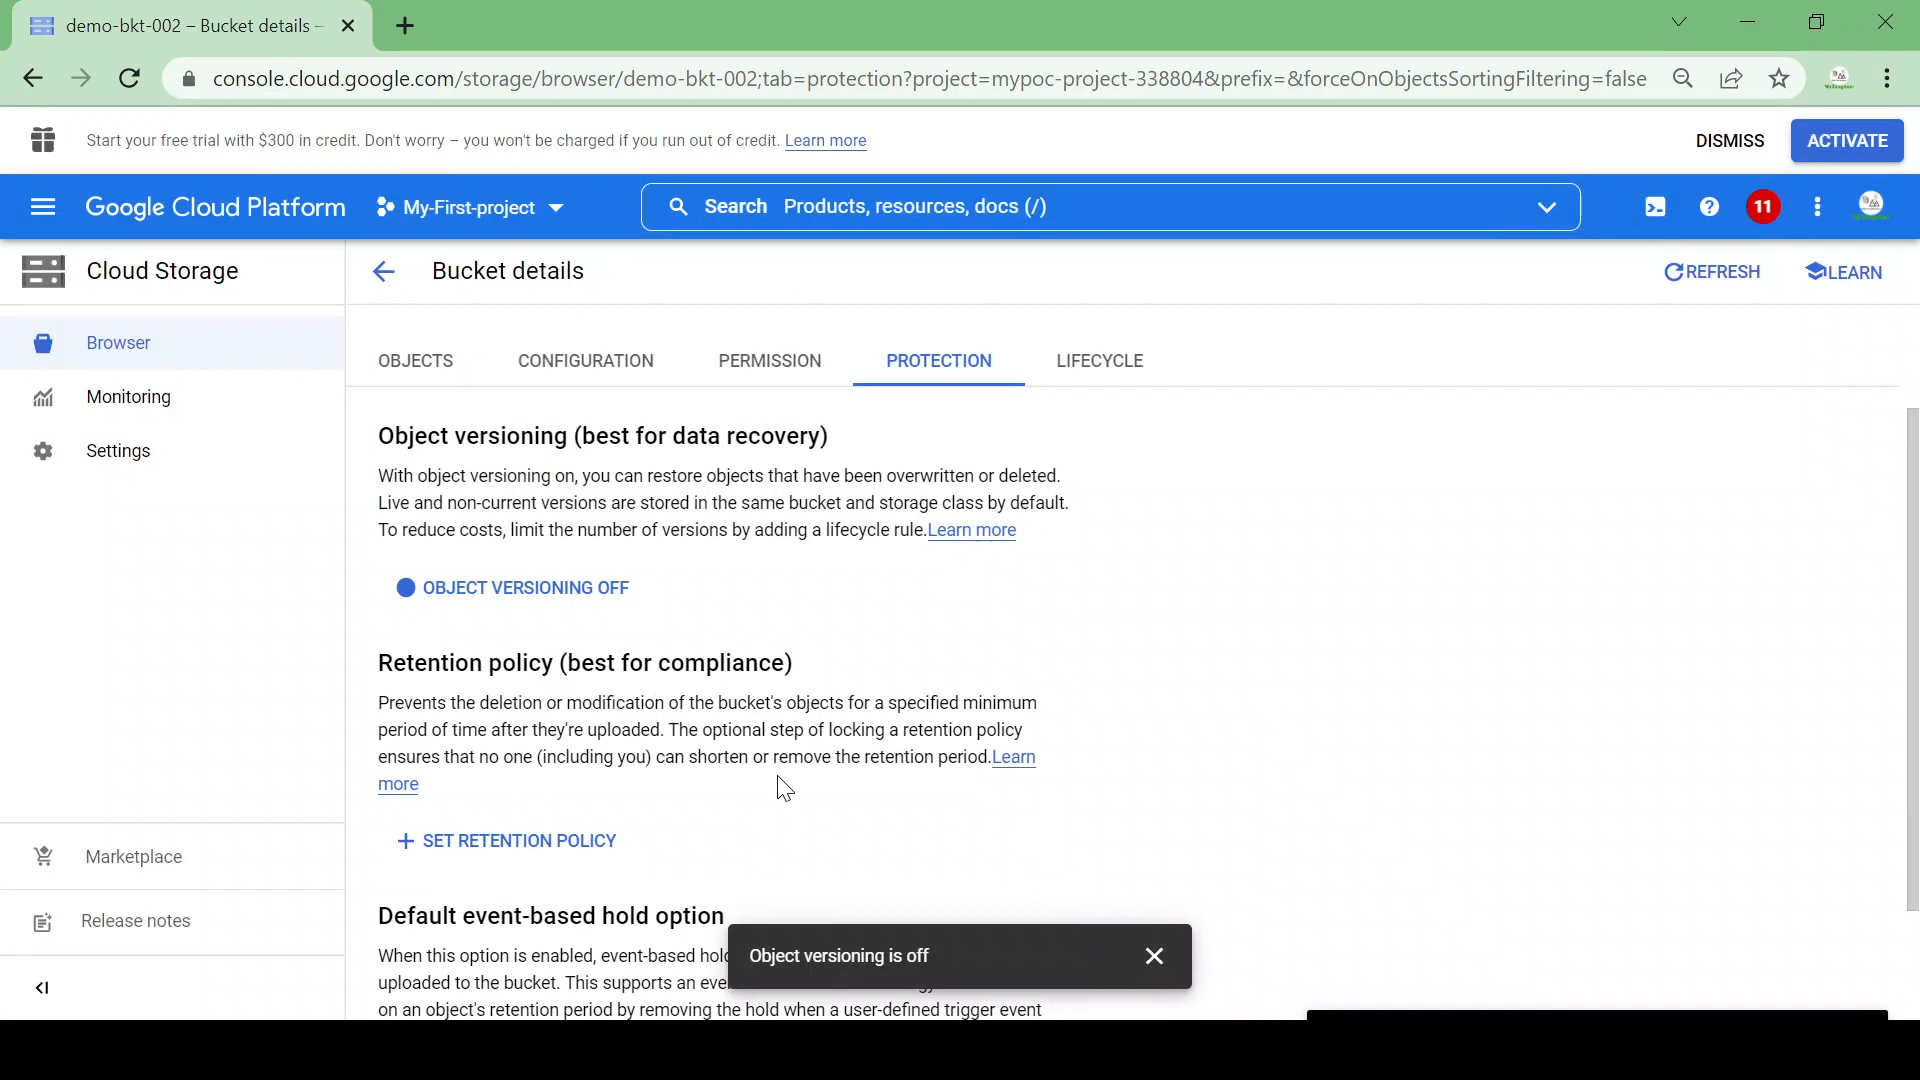 demo-bkt-002 – Bucket details –
console.cloud.google.com/storage/browser/demo-bkt-002;tab=protection?project=mypoc-project-338804&prefix=&forceOnObjectsSortingFiltering=false
Start your free trial with $300 in credit. Don't worry – you won't be charged if you run out of credit. Learn more
DISMISS
ACTIVATE
Google Cloud Platform
My-First-project
Search Products, resources, docs (/)
11
Cloud Storage
Bucket details
REFRESH
LEARN
Browser
Monitoring
Settings
OBJECTS
CONFIGURATION
PERMISSION
PROTECTION
LIFECYCLE
Object versioning (best for data recovery)
With object versioning on, you can restore objects that have been overwritten or deleted.
Live and non-current versions are stored in the same bucket and storage class by default.
To reduce costs, limit the number of versions by adding a lifecycle rule.Learn more
OBJECT VERSIONING OFF
Retention policy (best for compliance)
Prevents the deletion or modification of the bucket's objects for a specified minimum
period of time after they're uploaded. The optional step of locking a retention policy
ensures that no one (including you) can shorten or remove the retention period.Learn
more
SET RETENTION POLICY
Marketplace
Release notes
Default event-based hold option
When this option is enabled, event-based
uploaded to the bucket. This supports an
on an object's retention period by removing the hold when a user-defined trigger event
Object versioning is off